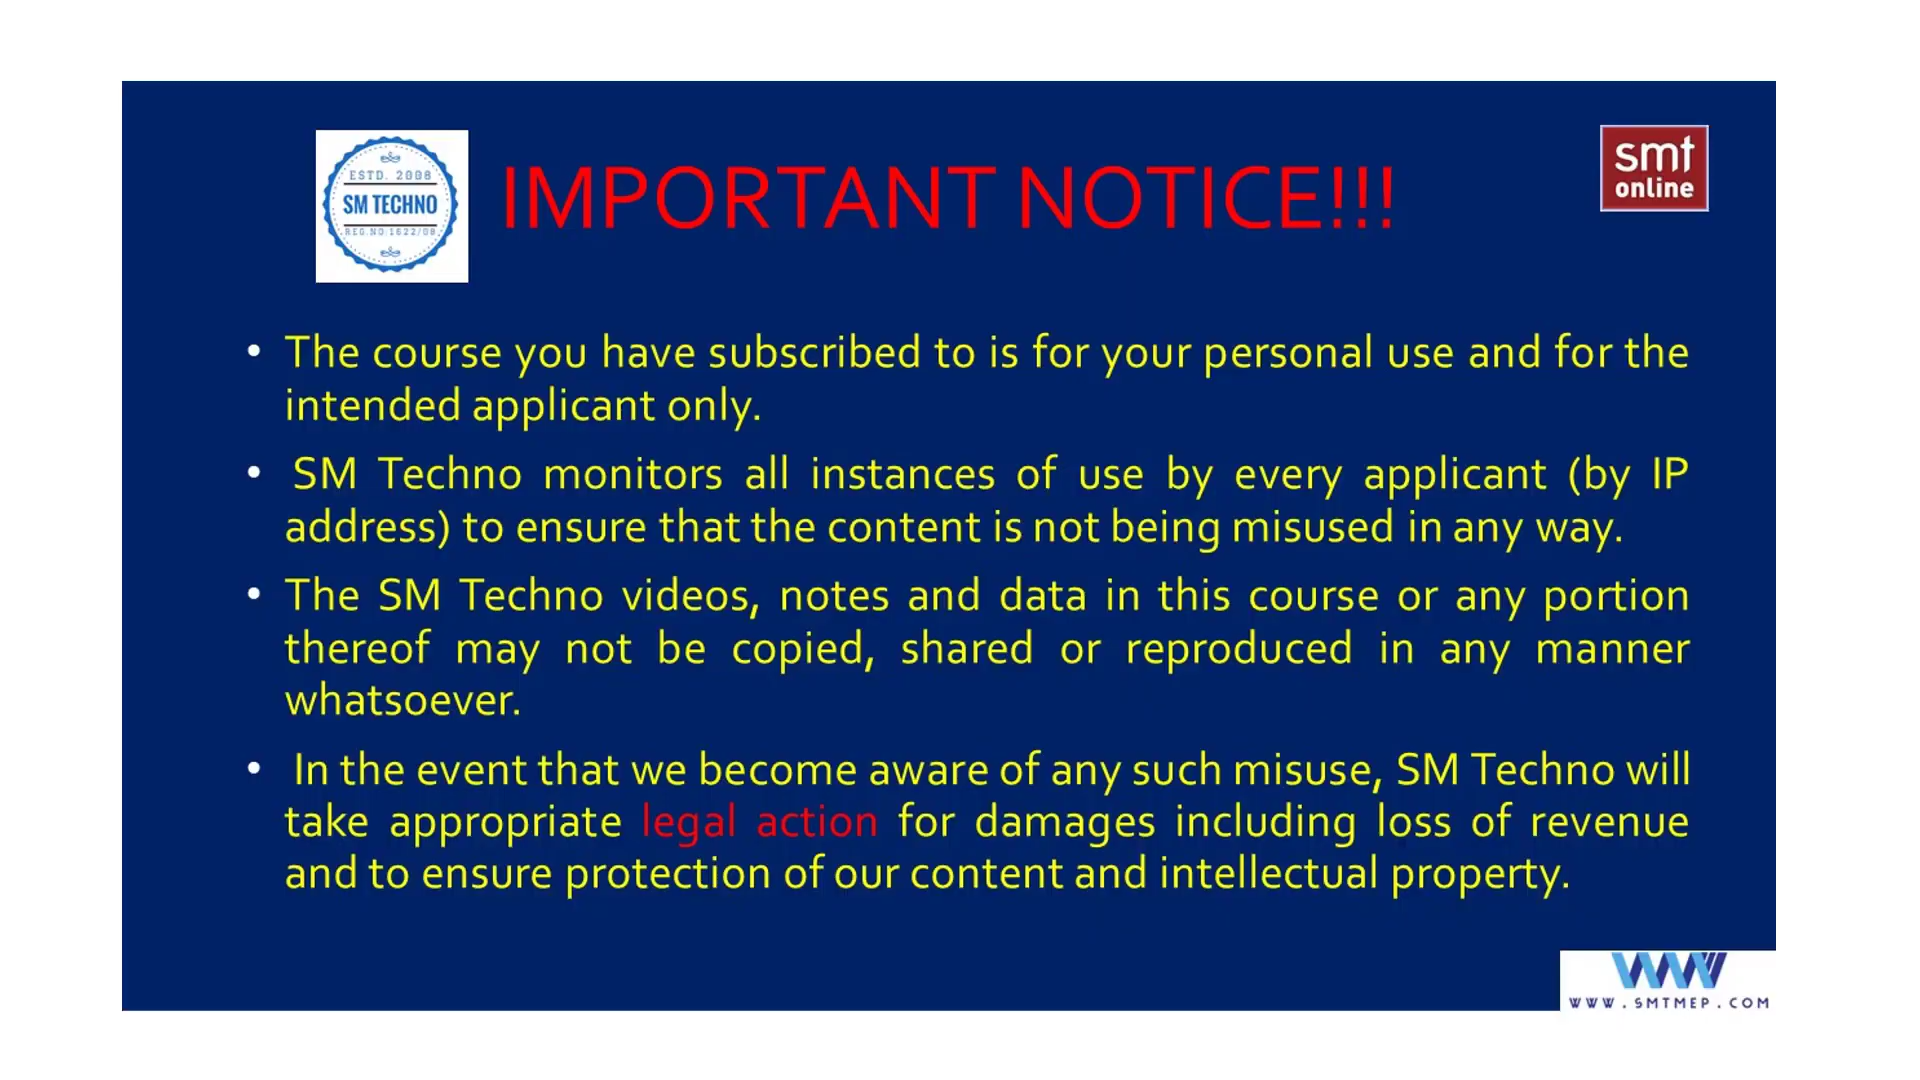 ESTD. 2008
SM TECHNO
REG.NO.1622/08
IMPORTANT NOTICE!!!
smt
online
• The course you have subscribed to is for your personal use and for the
intended applicant only.
• SM Techno monitors all instances of use by every applicant (by IP
address) to ensure that the content is not being misused in any way.
• The SM Techno videos, notes and data in this course or any portion
thereof may not be copied, shared or reproduced in any manner
whatsoever.
• In the event that we become aware of any such misuse, SM Techno will
take appropriate legal action for damages including loss of revenue
and to ensure protection of our content and intellectual property.
WWW.SMTMEP.COM